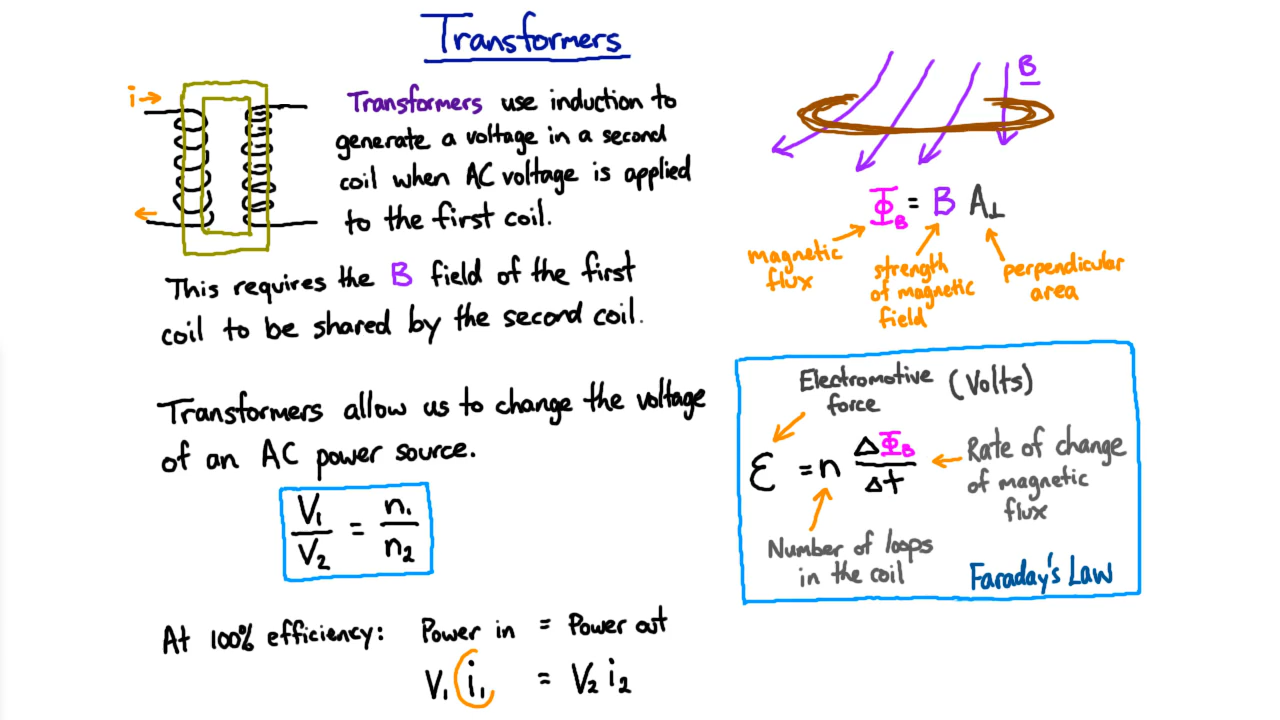 Transformers
i
Transformers use induction to
generate a voltage in a second
coil when AC voltage is applied
to the first coil.
This requires the B field of the first
coil to be shared by the second coil.
Transformers allow us to change the voltage
of an AC power source.
V₁/V₂ = n₁/n₂
At 100% efficiency: Power in = Power out
V₁ i₁ = V₂ i₂
B
Φ_B = B A⊥
magnetic
flux
strength
of magnetic
field
perpendicular
area
Electromotive
force
(Volts)
ε = n ΔΦ_B/Δt
Rate of change
of magnetic
flux
Number of loops
in the coil
Faraday's Law